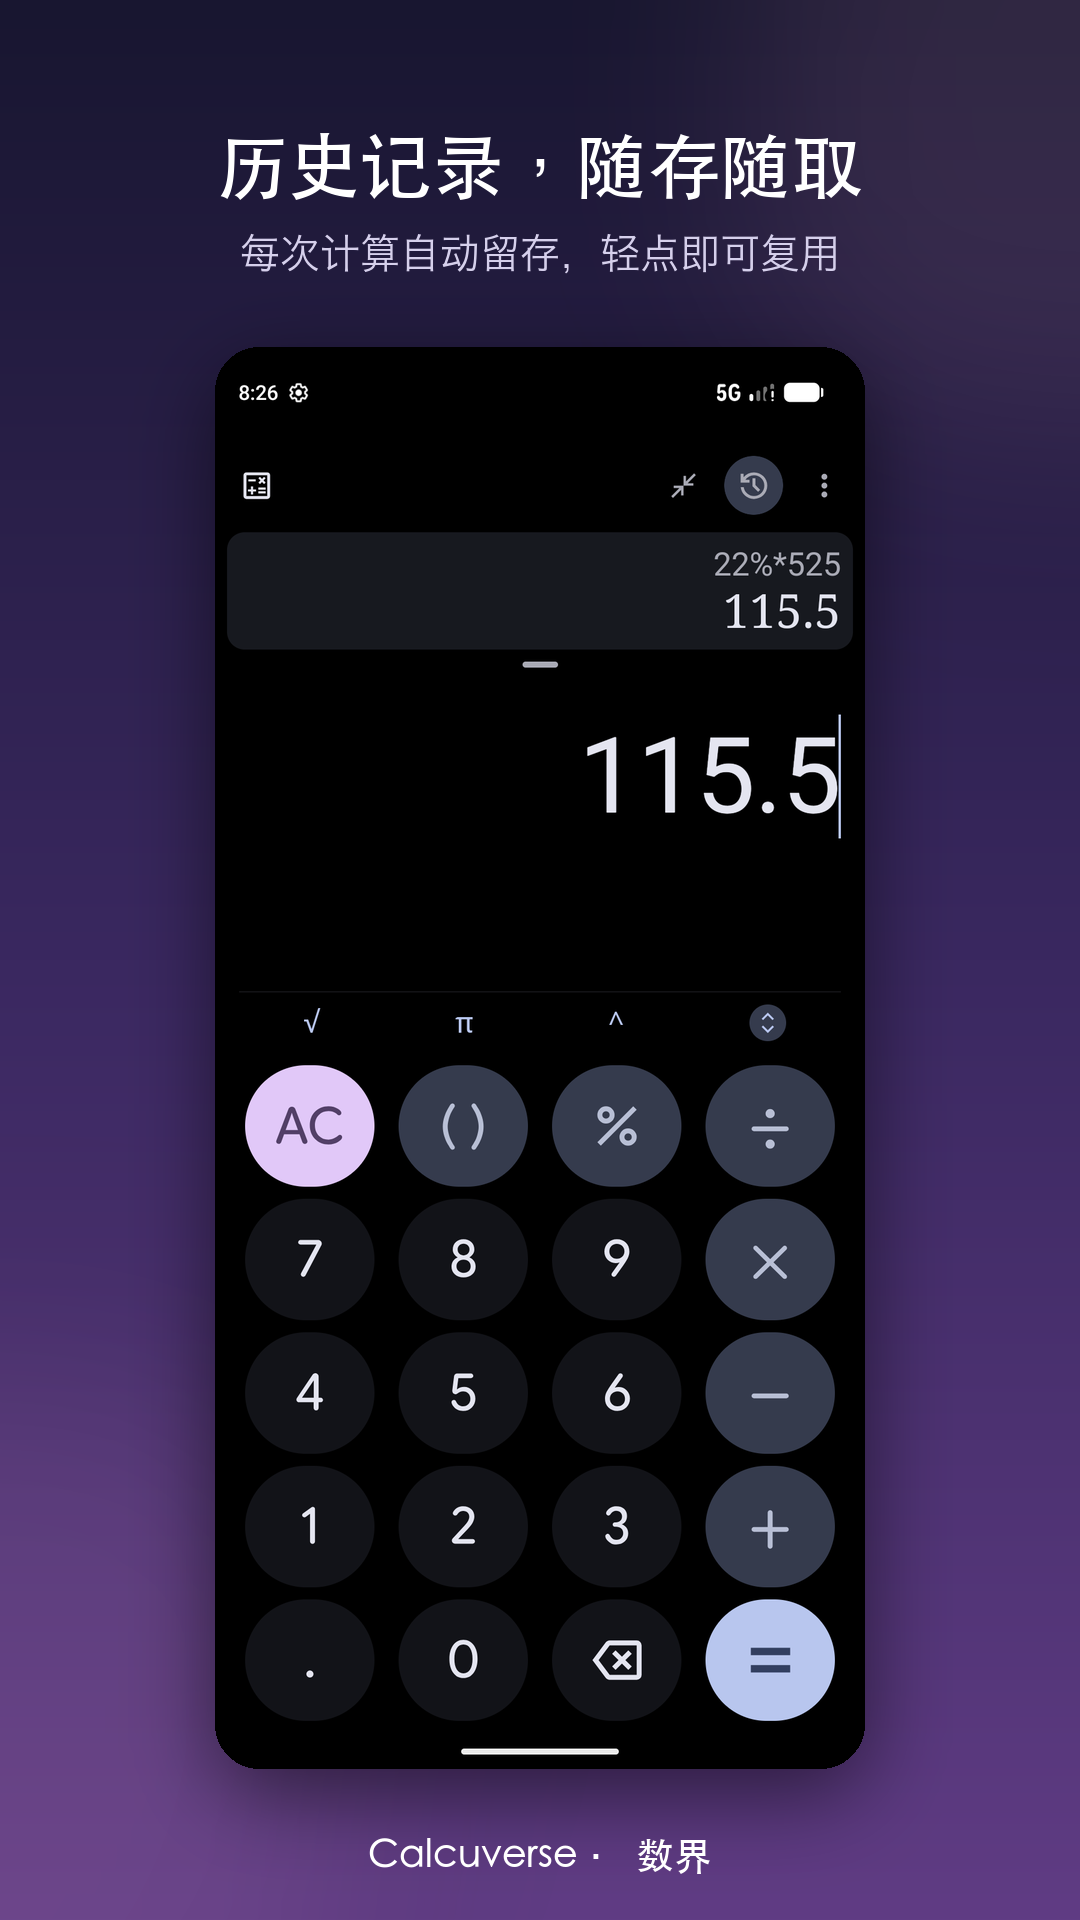 历史记录，随存随取
每次计算自动留存，轻点即可复用
8:26 5G
22%*525
115.5
115.5
√ π ^
AC ( ) % ÷
7 8 9 ×
4 5 6 −
1 2 3 +
. 0 =
Calcuverse · 数界